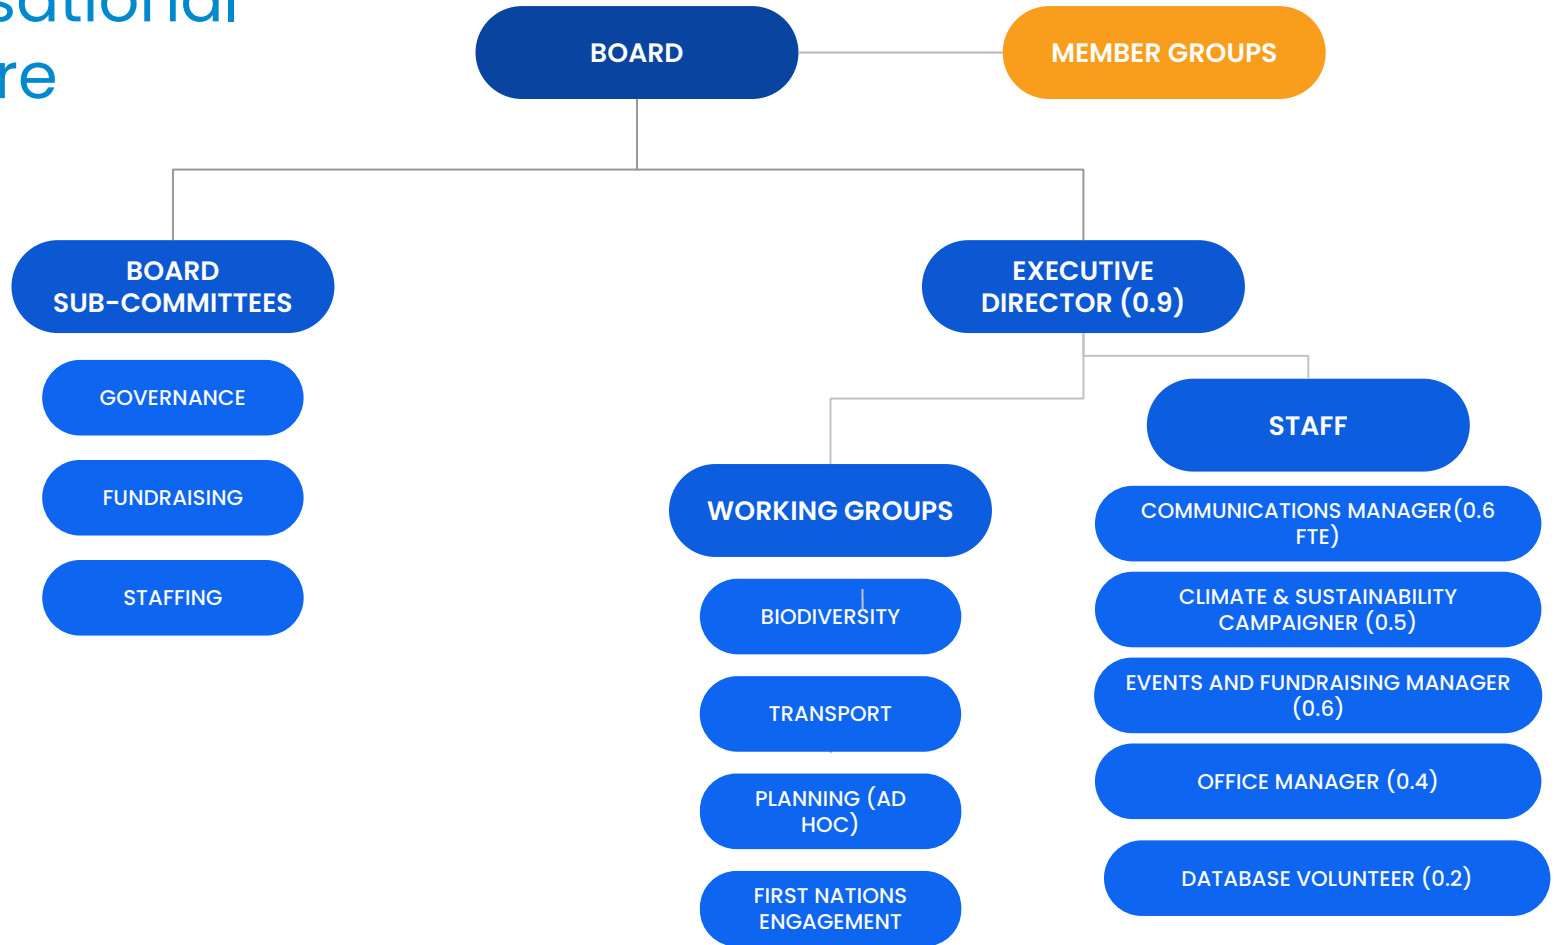 re
BOARD
MEMBER GROUPS
BOARD
SUB-COMMITTEES
GOVERNANCE
FUNDRAISING
STAFFING
EXECUTIVE
DIRECTOR (0.9)
WORKING GROUPS
BIODIVERSITY
TRANSPORT
PLANNING (AD
HOC)
FIRST NATIONS
ENGAGEMENT
STAFF
COMMUNICATIONS MANAGER(0.6
FTE)
CLIMATE & SUSTAINABILITY
CAMPAIGNER (0.5)
EVENTS AND FUNDRAISING MANAGER
(0.6)
OFFICE MANAGER (0.4)
DATABASE VOLUNTEER (0.2)